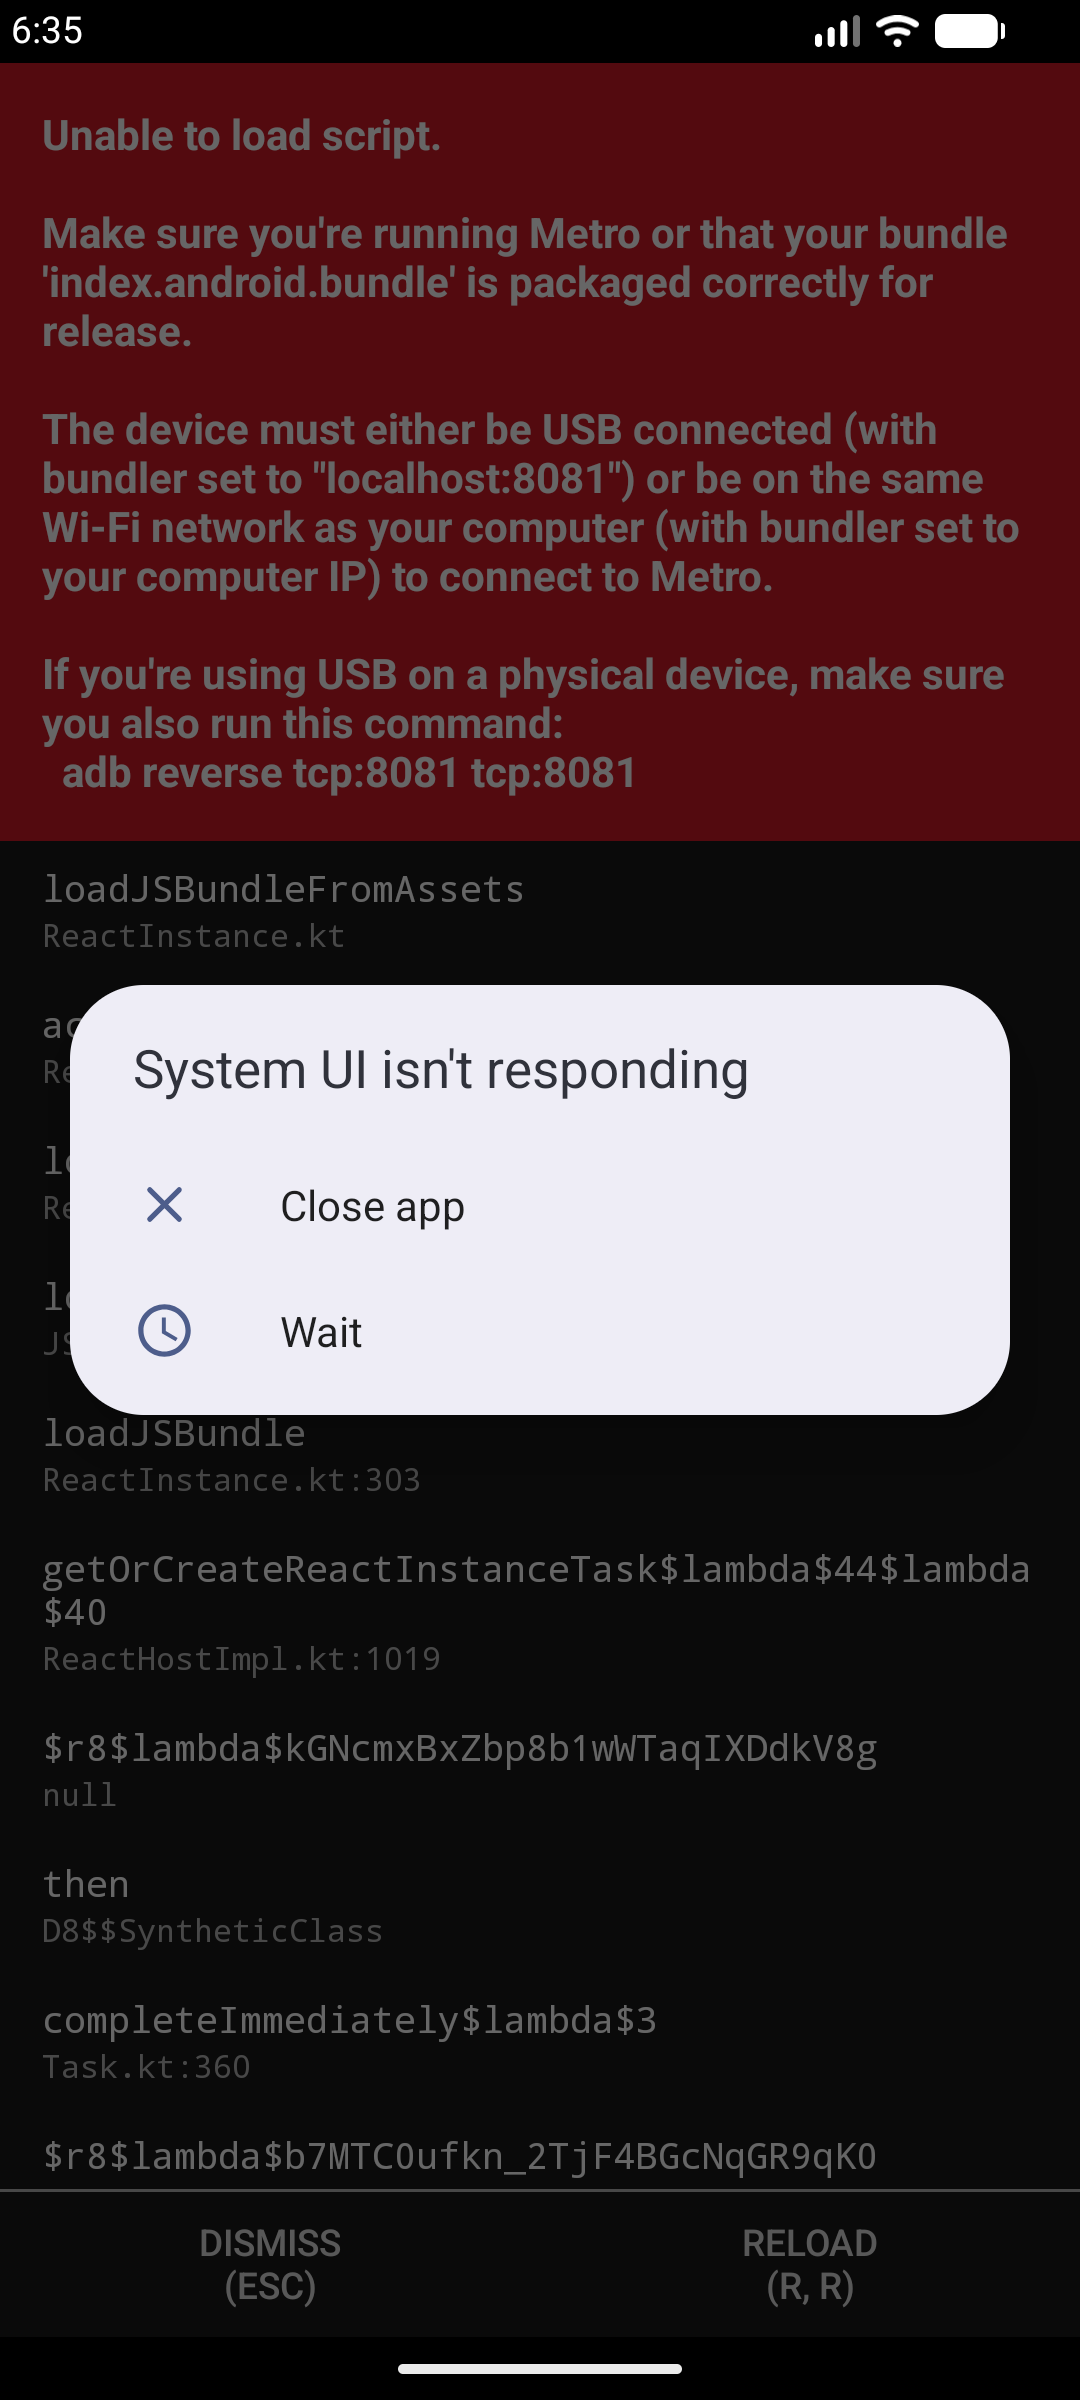 6:35
Unable to load script.
Make sure you're running Metro or that your bundle
'index.android.bundle' is packaged correctly for
release.
The device must either be USB connected (with
bundler set to "localhost:8081") or be on the same
Wi-Fi network as your computer (with bundler set to
your computer IP) to connect to Metro.
If you're using USB on a physical device, make sure
you also run this command:
adb reverse tcp:8081 tcp:8081
loadJSBundleFromAssets
ReactInstance.kt
System UI isn't responding
Close app
Wait
loadJSBundle
ReactInstance.kt:303
getOrCreateReactInstanceTask$lambda$44$lambda
$40
ReactHostImpl.kt:1019
$r8$lambda$kGNcmxBxZbp8b1wWTaqIXDdkV8g
null
then
D8$$SyntheticClass
completeImmediately$lambda$3
Task.kt:360
$r8$lambda$b7MTC0ufkn_2TjF4BGcNqGR9qK0
DISMISS
(ESC)
RELOAD
(R, R)